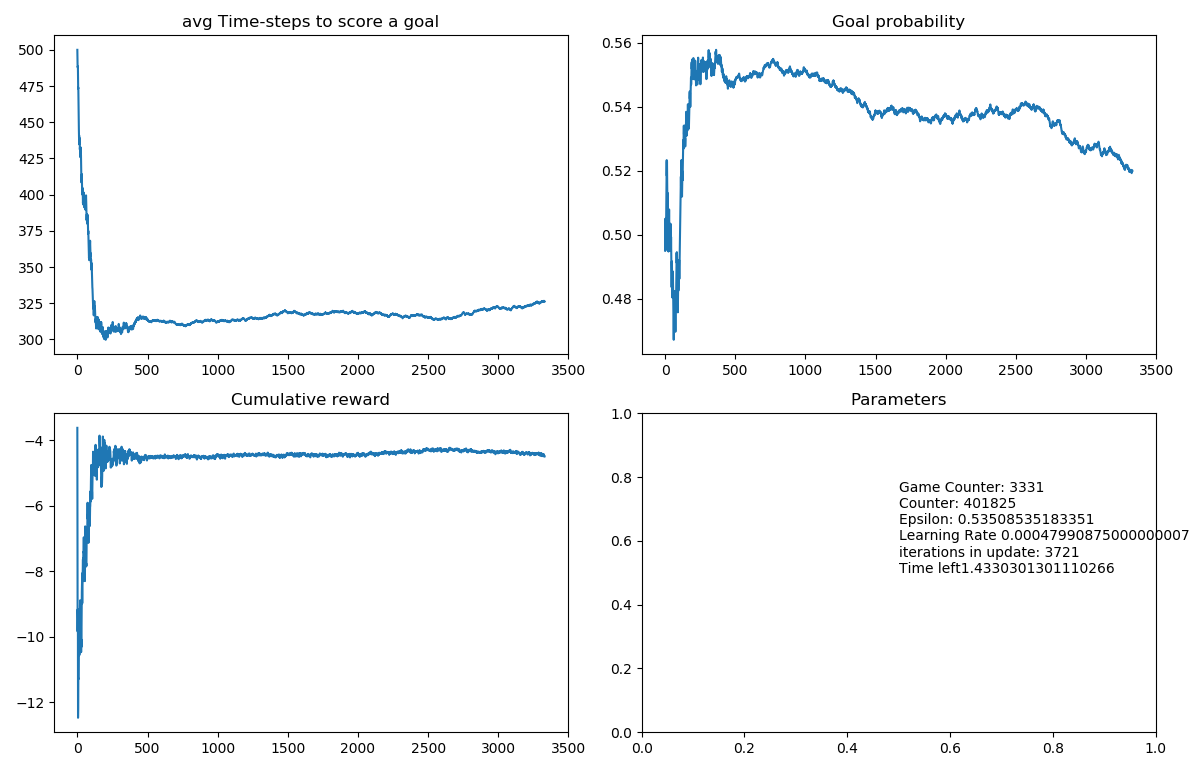 avg Time-steps to score a goal
500
475
450
425
400
375
350
325
300
0 500 1000 1500 2000 2500 3000 3500
Goal probability
0.56
0.54
0.52
0.50
0.48
0 500 1000 1500 2000 2500 3000 3500
Cumulative reward
−4
−6
−8
−10
−12
0 500 1000 1500 2000 2500 3000 3500
Parameters
1.0
0.8
0.6
0.4
0.2
0.0
Game Counter: 3331
Counter: 401825
Epsilon: 0.53508535183351
Learning Rate 0.00047990875000000007
iterations in update: 3721
Time left1.4330301301110266
0.0 0.2 0.4 0.6 0.8 1.0